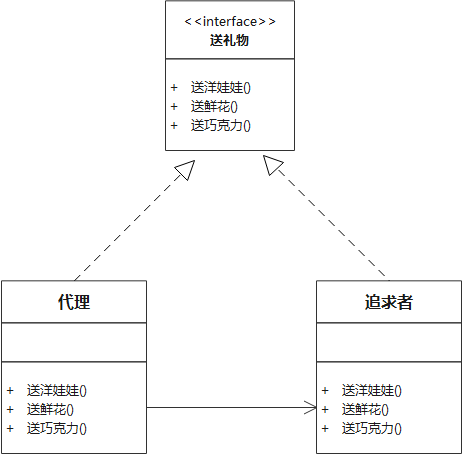 <<interface>>
送礼物
+ 送洋娃娃()
+ 送鲜花()
+ 送巧克力()
代理
+ 送洋娃娃()
+ 送鲜花()
+ 送巧克力()
追求者
+ 送洋娃娃()
+ 送鲜花()
+ 送巧克力()